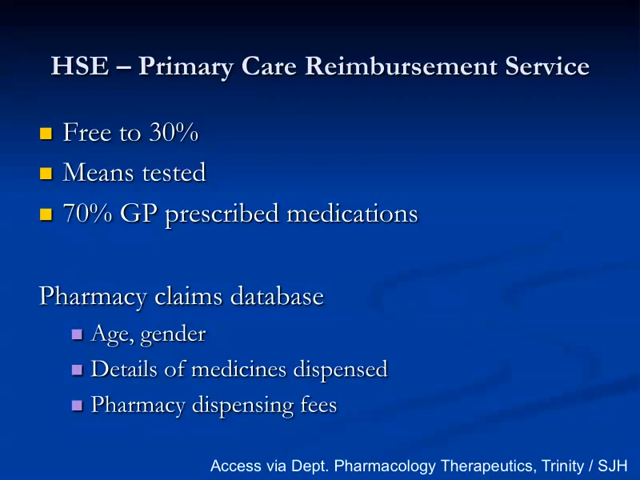 HSE – Primary Care Reimbursement Service
Free to 30%
Means tested
70% GP prescribed medications
Pharmacy claims database
Age, gender
Details of medicines dispensed
Pharmacy dispensing fees
Access via Dept. Pharmacology Therapeutics, Trinity / SJH